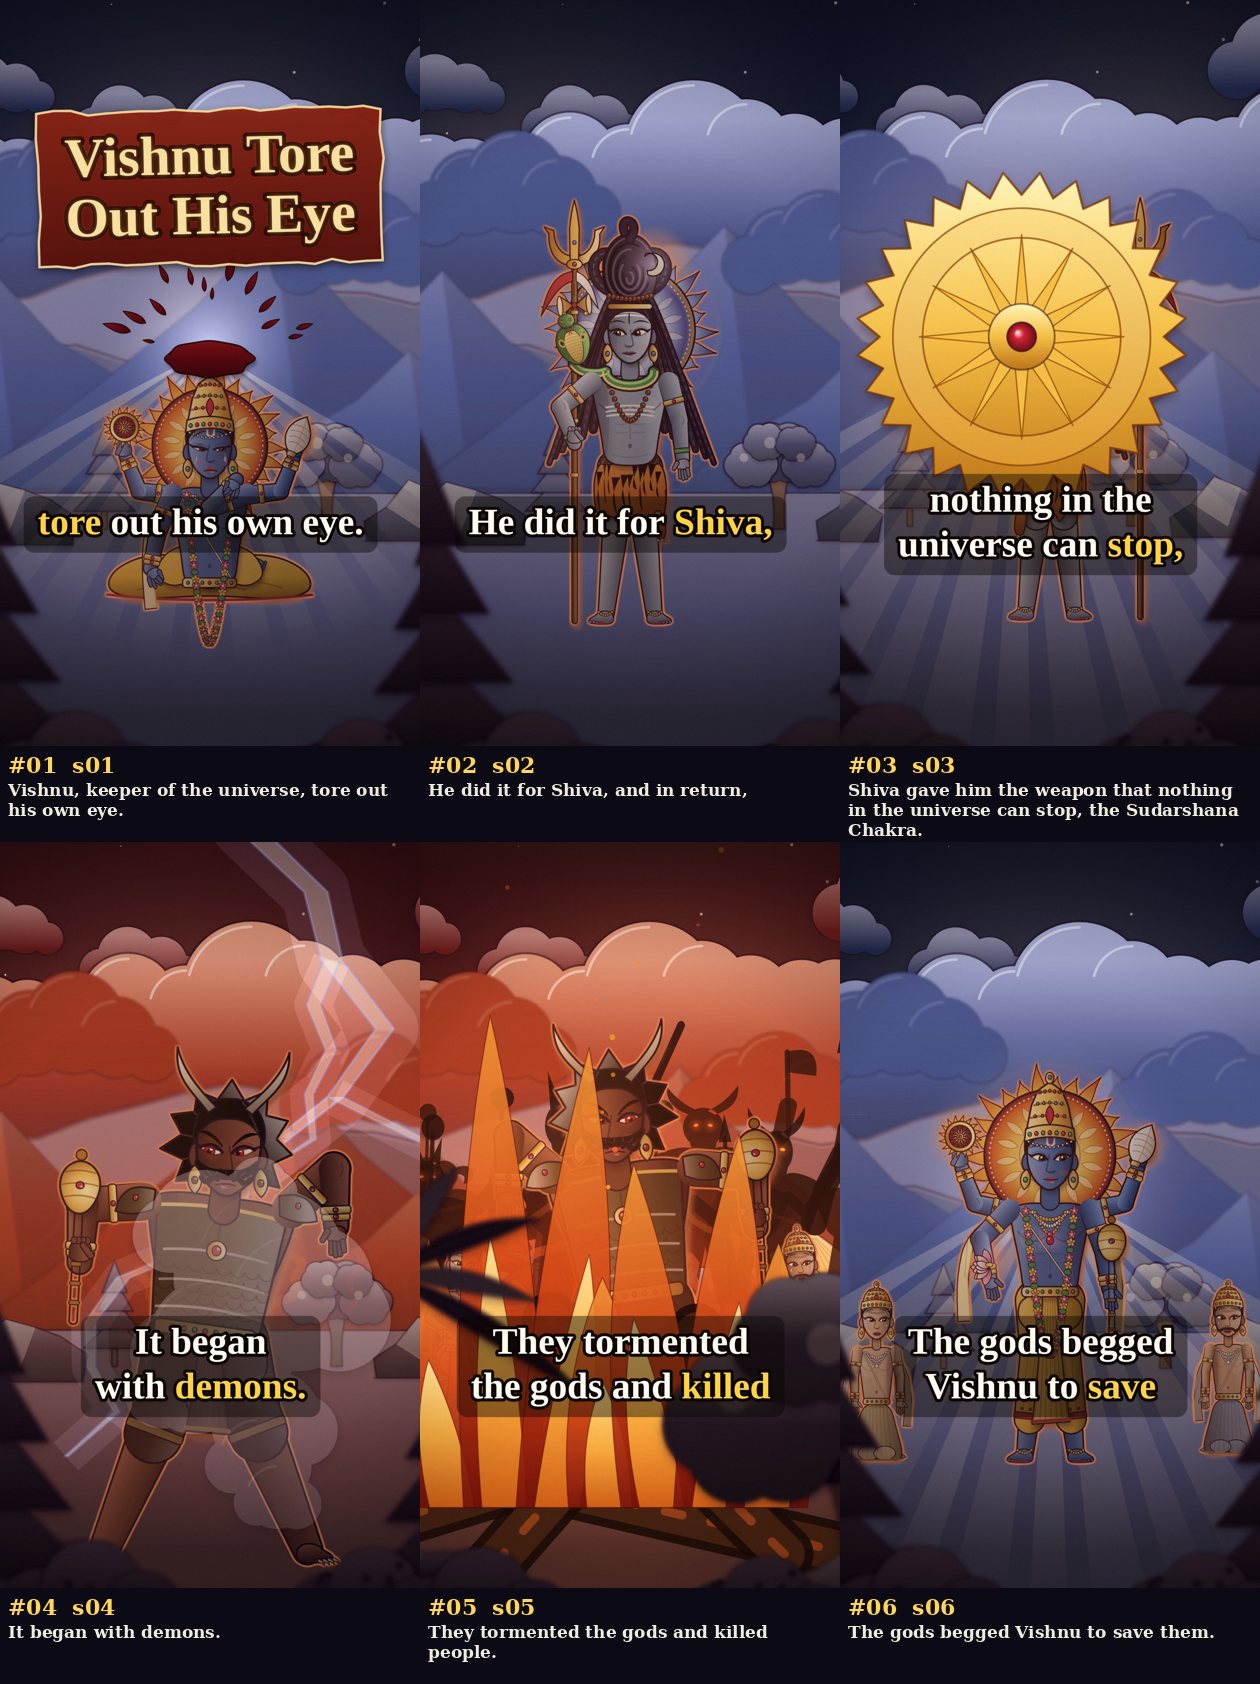 Vishnu Tore
Out His Eye
tore out his own eye.
#01 s01
Vishnu, keeper of the universe, tore out
his own eye.
He did it for Shiva,
#02 s02
He did it for Shiva, and in return,
nothing in the
universe can stop,
#03 s03
Shiva gave him the weapon that nothing
in the universe can stop, the Sudarshana
Chakra.
It began
with demons.
#04 s04
It began with demons.
They tormented
the gods and killed
#05 s05
They tormented the gods and killed
people.
The gods begged
Vishnu to save
#06 s06
The gods begged Vishnu to save them.